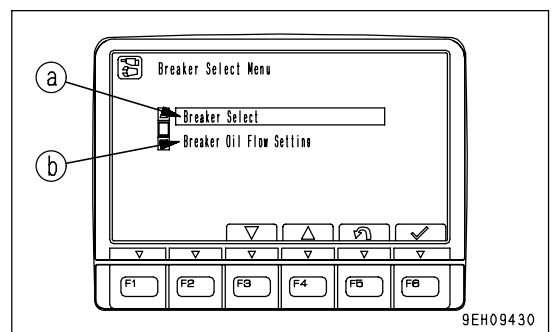 Breaker Select Menu
a
Breaker Select
b
Breaker Oil Flow Setting
F1 F2 F3 F4 F5 F6
9EH09430